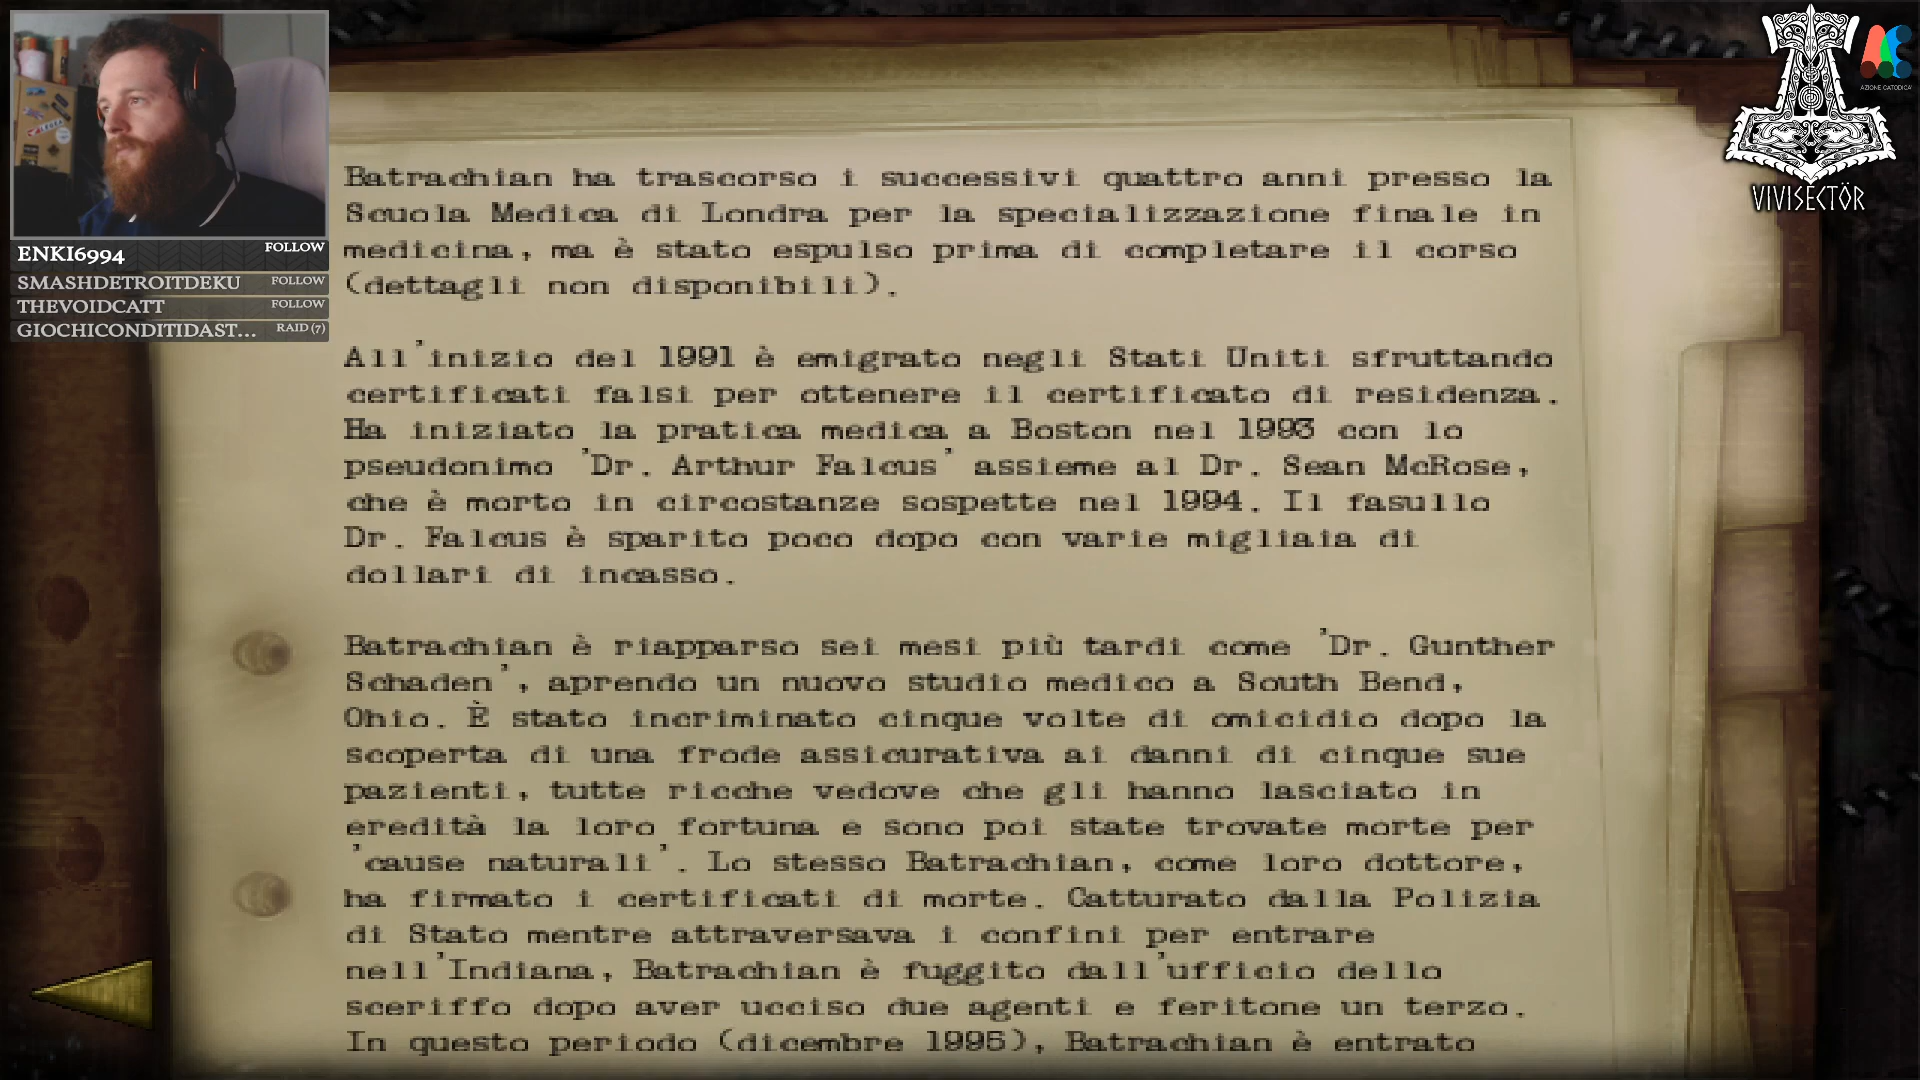 ENKI6994 FOLLOW
SMASHDETROITDEKU FOLLOW
THEVOIDCATT FOLLOW
GIOCHICONDITIDAST... RAID (7)
AZIONE CATODICA
VIVISECTÖR
Batrachian ha trascorso i successivi quattro anni presso la
Scuola Medica di Londra per la specializzazione finale in
medicina, ma è stato espulso prima di completare il corso
(dettagli non disponibili).
All'inizio del 1991 è emigrato negli Stati Uniti sfruttando
certificati falsi per ottenere il certificato di residenza.
Ha iniziato la pratica medica a Boston nel 1993 con lo
pseudonimo 'Dr. Arthur Falcus' assieme al Dr. Sean McRose,
che è morto in circostanze sospette nel 1994. Il fasullo
Dr. Falcus è sparito poco dopo con varie migliaia di
dollari di incasso.
Batrachian è riapparso sei mesi più tardi come 'Dr. Gunther
Schaden', aprendo un nuovo studio medico a South Bend,
Ohio. È stato incriminato cinque volte di omicidio dopo la
scoperta di una frode assicurativa ai danni di cinque sue
pazienti, tutte ricche vedove che gli hanno lasciato in
eredità la loro fortuna e sono poi state trovate morte per
'cause naturali'. Lo stesso Batrachian, come loro dottore,
ha firmato i certificati di morte. Catturato dalla Polizia
di Stato mentre attraversava i confini per entrare
nell'Indiana, Batrachian è fuggito dall'ufficio dello
sceriffo dopo aver ucciso due agenti e feritone un terzo.
In questo periodo (dicembre 1995), Batrachian è entrato